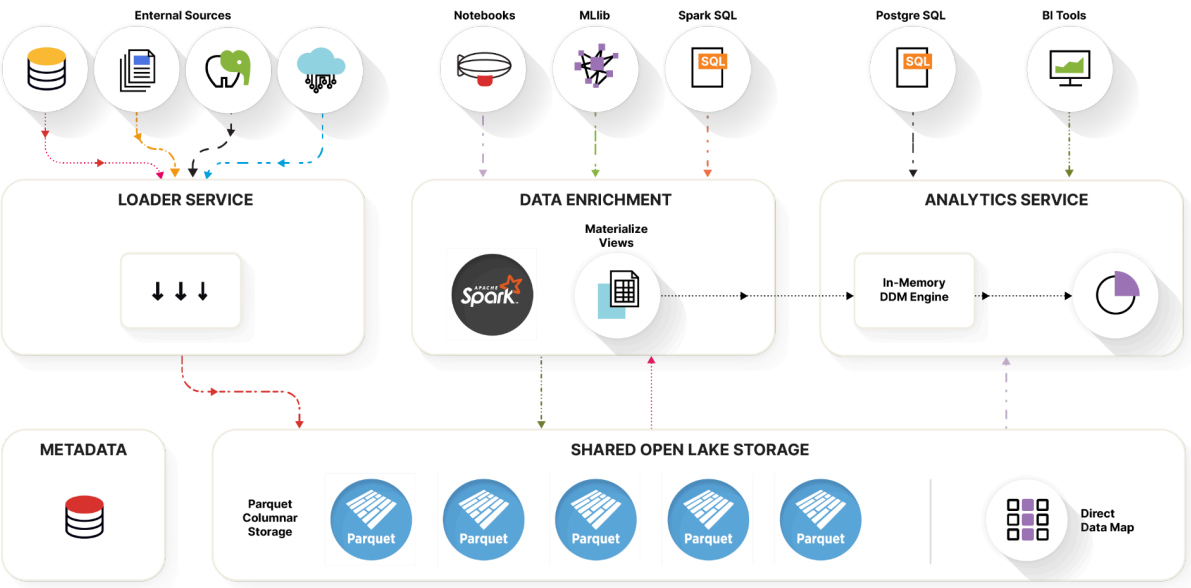 Enternal Sources
Notebooks
MLlib
Spark SQL
Postgre SQL
BI Tools
SQL
SQL
LOADER SERVICE
DATA ENRICHMENT
ANALYTICS SERVICE
Materialize
Views
APACHE
Spark™
In-Memory
DDM Engine
METADATA
SHARED OPEN LAKE STORAGE
Parquet
Columnar
Storage
Parquet
Parquet
Parquet
Parquet
Parquet
Direct
Data Map